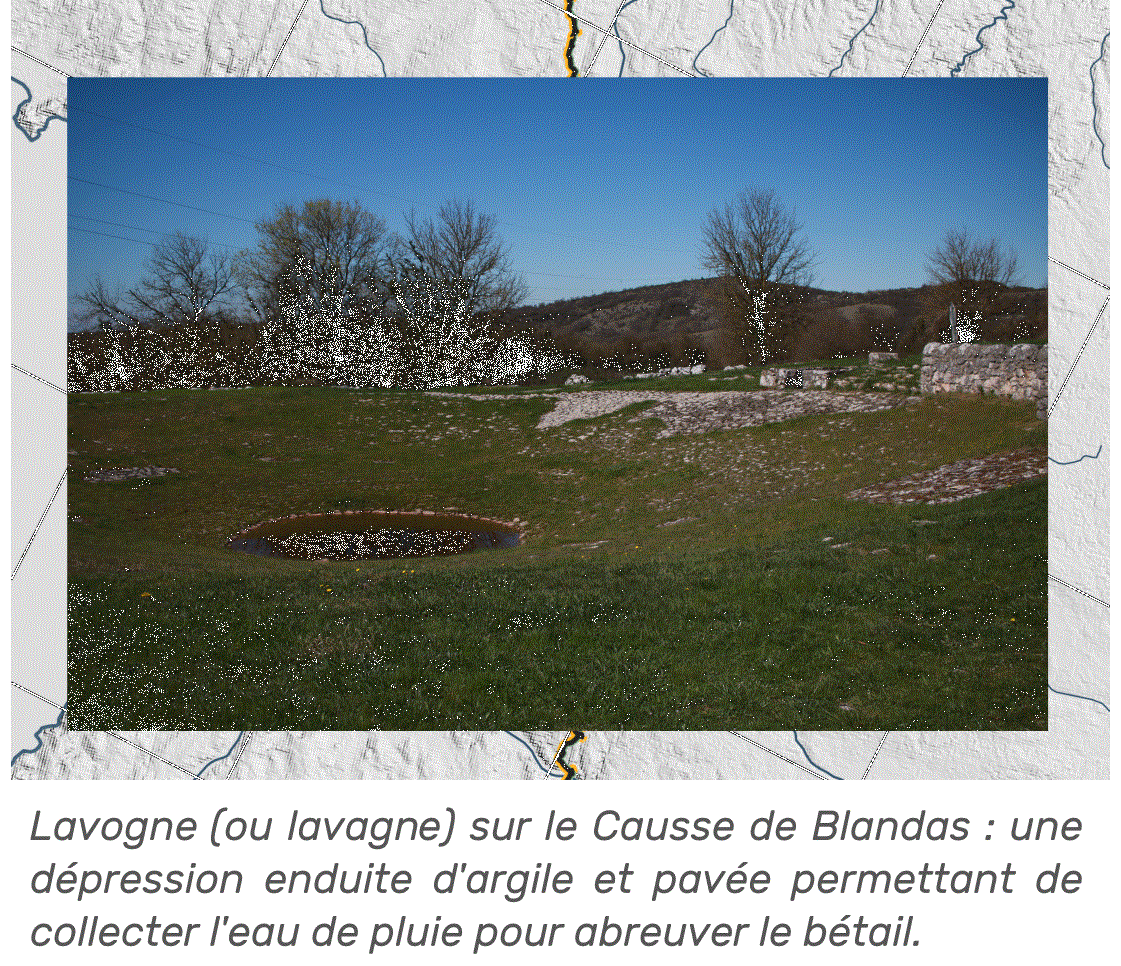 Lavogne (ou lavagne) sur le Causse de Blandas : une
dépression enduite d'argile et pavée permettant de
collecter l'eau de pluie pour abreuver le bétail.